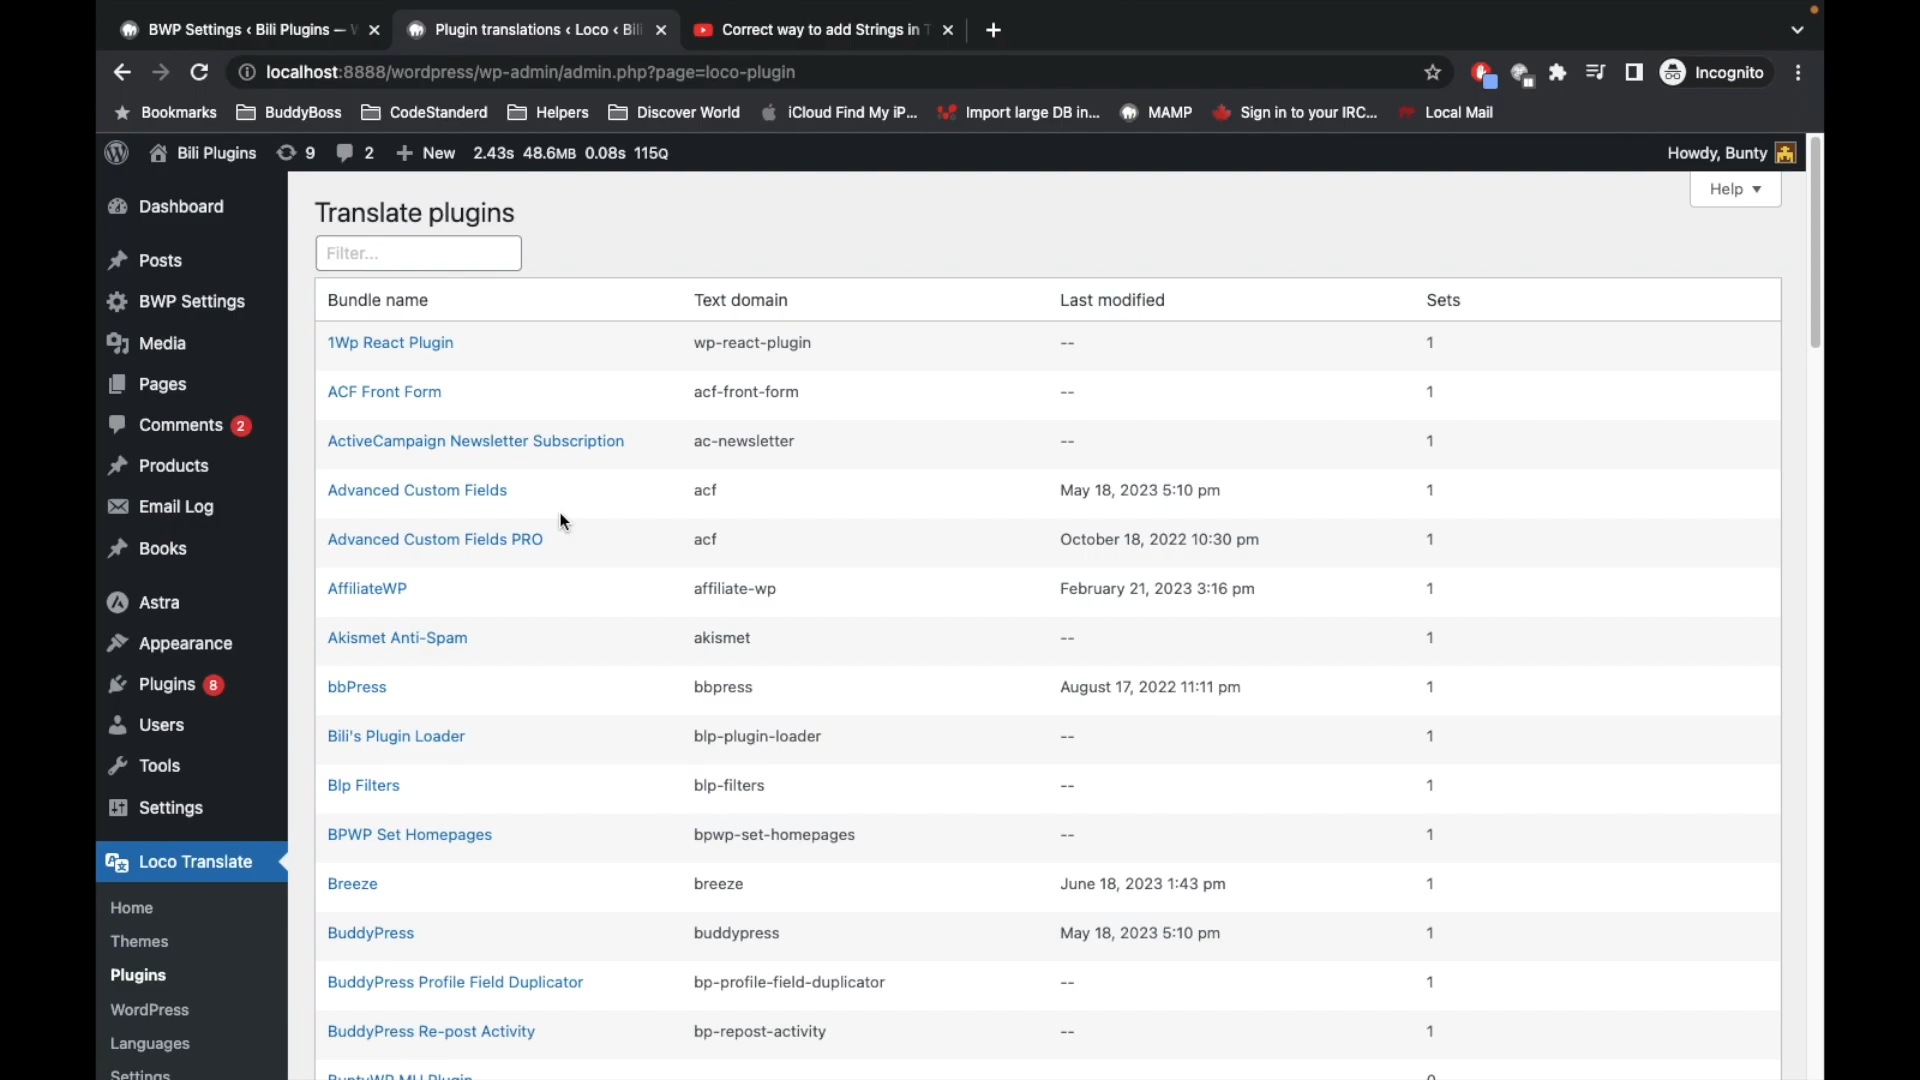 BWP Settings ‹ Bili Plugins —
Plugin translations ‹ Loco ‹ Bili
Correct way to add Strings in
localhost:8888/wordpress/wp-admin/admin.php?page=loco-plugin
Incognito
Bookmarks
BuddyBoss
CodeStanderd
Helpers
Discover World
iCloud Find My iP...
Import large DB in...
MAMP
Sign in to your IRC...
Local Mail
Bili Plugins
9
2
New
2.43s 48.6MB 0.08s 115Q
Howdy, Bunty
Dashboard
Posts
BWP Settings
Media
Pages
Comments 2
Products
Email Log
Books
Astra
Appearance
Plugins 8
Users
Tools
Settings
Loco Translate
Home
Themes
Plugins
WordPress
Languages
Settings
Help
Translate plugins
Filter...
Bundle name Text domain Last modified Sets
1Wp React Plugin wp-react-plugin -- 1
ACF Front Form acf-front-form -- 1
ActiveCampaign Newsletter Subscription ac-newsletter -- 1
Advanced Custom Fields acf May 18, 2023 5:10 pm 1
Advanced Custom Fields PRO acf October 18, 2022 10:30 pm 1
AffiliateWP affiliate-wp February 21, 2023 3:16 pm 1
Akismet Anti-Spam akismet -- 1
bbPress bbpress August 17, 2022 11:11 pm 1
Bili's Plugin Loader blp-plugin-loader -- 1
Blp Filters blp-filters -- 1
BPWP Set Homepages bpwp-set-homepages -- 1
Breeze breeze June 18, 2023 1:43 pm 1
BuddyPress buddypress May 18, 2023 5:10 pm 1
BuddyPress Profile Field Duplicator bp-profile-field-duplicator -- 1
BuddyPress Re-post Activity bp-repost-activity -- 1
BuntyWP MU Plugin 0